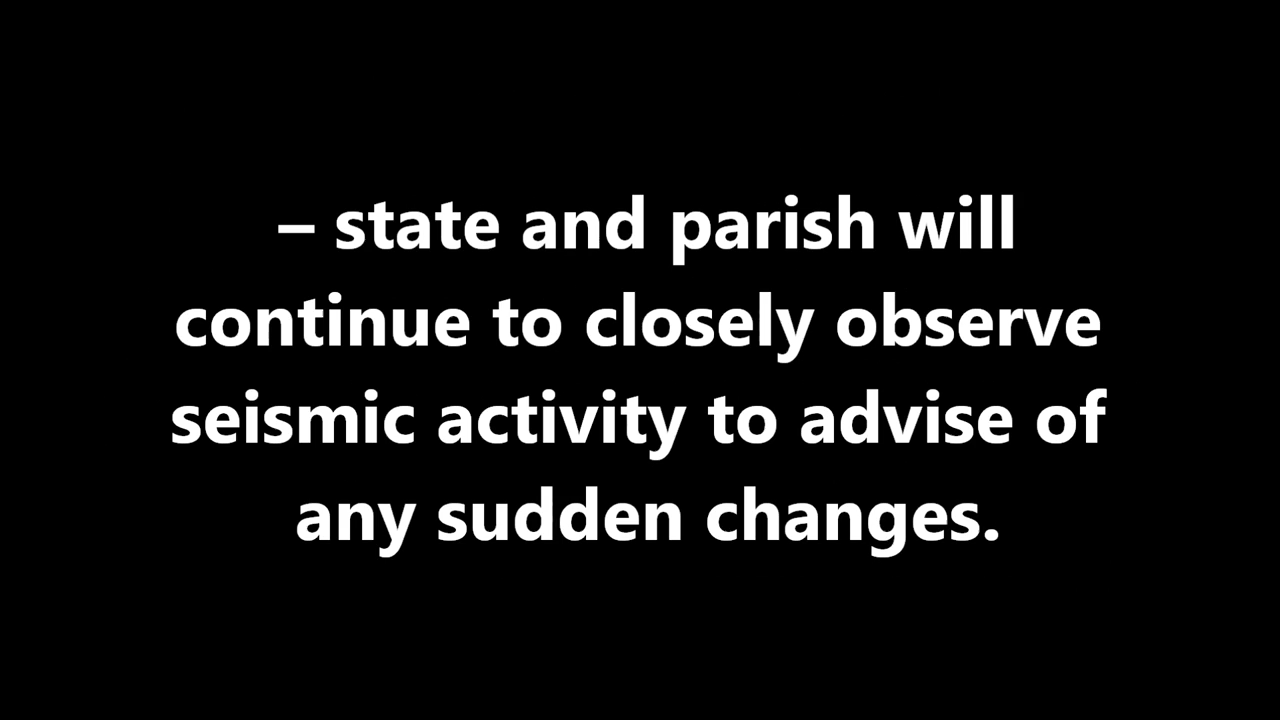 – state and parish will
continue to closely observe
seismic activity to advise of
any sudden changes.